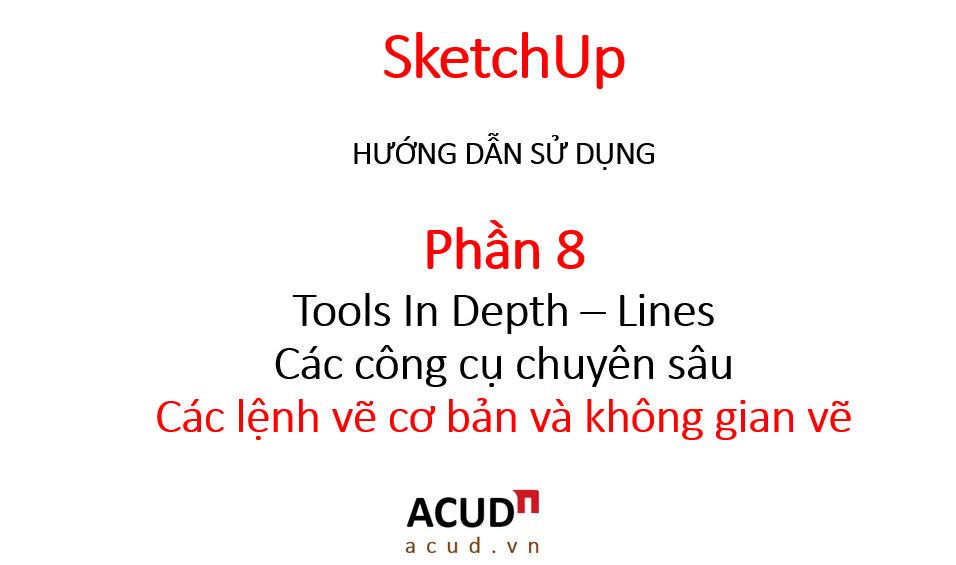 SketchUp
HƯỚNG DẪN SỬ DỤNG
Phần 8
Tools In Depth – Lines
Các công cụ chuyên sâu
Các lệnh vẽ cơ bản và không gian vẽ
ACUD
acud.vn